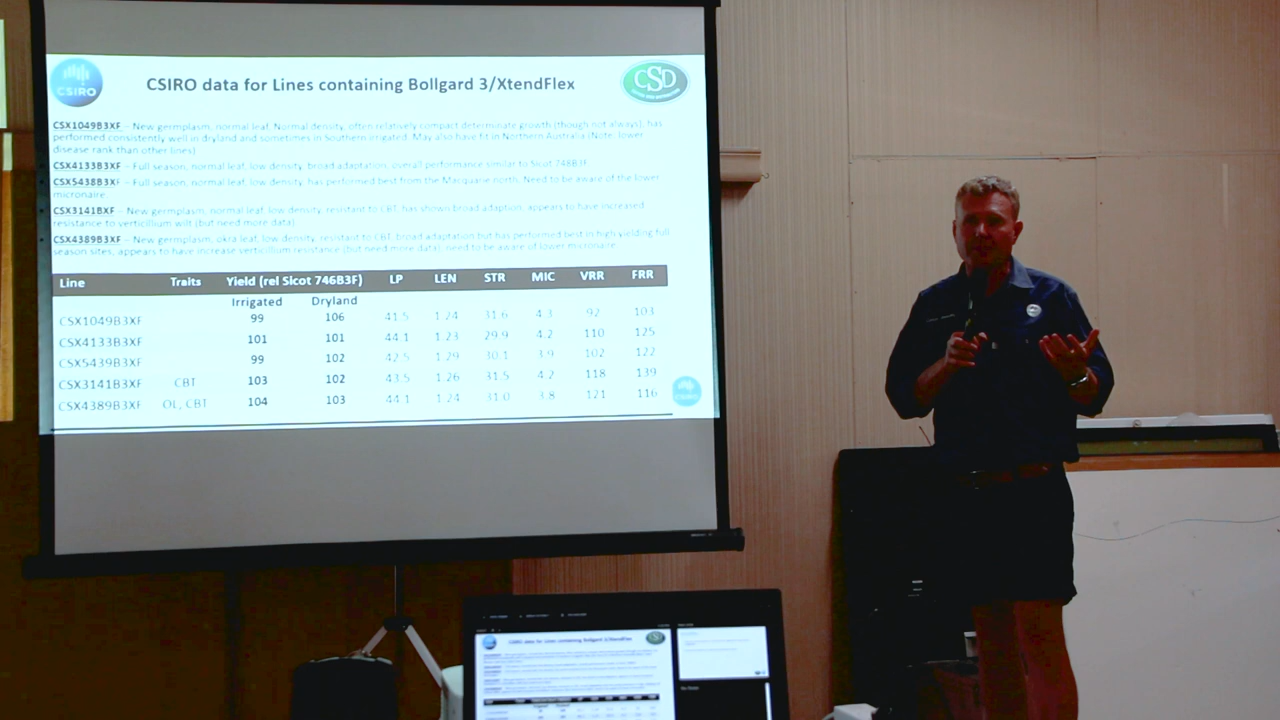 CSIRO
CSIRO data for Lines containing Bollgard 3/XtendFlex
CSD
CSX1049B3XF – New germplasm, normal leaf. Normal density, often relatively compact determinate growth (though not always), has
performed consistently well in dryland and sometimes in Southern irrigated. May also have fit in Northern Australia (Note: lower
disease rank than other lines)
CSX4133B3XF – Full season, normal leaf, low density, broad adaptation, overall performance similar to Sicot 748B3F
CSX5438B3XF – Full season, normal leaf, low density, has performed best from the Macquarie north. Need to be aware of the lower
micronaire.
CSX3141BXF – New germplasm, normal leaf, low density, resistant to CBT, has shown broad adaption, appears to have increased
resistance to verticillium wilt (but need more data)
CSX4389B3XF – New germplasm, okra leaf, low density, resistant to CBT, broad adaptation but has performed best in high yielding full
season sites, appears to have increase verticillium resistance (but need more data), need to be aware of lower micronaire.
Line Traits Yield (rel Sicot 746B3F) LP LEN STR MIC VRR FRR
Irrigated Dryland
CSX1049B3XF 99 106 41.5 1.24 31.6 4.3 92 103
CSX4133B3XF 101 101 44.1 1.23 29.9 4.2 110 125
CSX5439B3XF 99 102 42.5 1.29 30.1 3.9 102 122
CSX3141B3XF CBT 103 102 43.5 1.26 31.5 4.2 118 139
CSX4389B3XF OL, CBT 104 103 44.1 1.24 31.0 3.8 121 116
CSIRO
CSIRO data for Lines containing Bollgard 3/XtendFlex